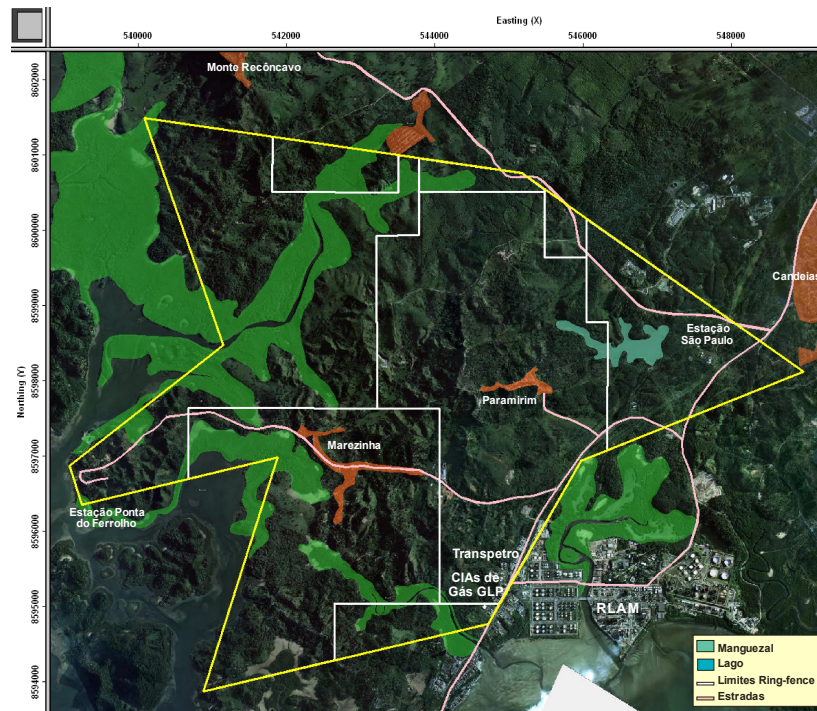 Easting (X)
540000
542000
544000
546000
548000
Northing (Y)
8602000
8601000
8600000
8599000
8598000
8597000
8596000
8595000
8594000
Monte Recôncavo
Candeias
Estação
São Paulo
Paramirim
Marezinha
Estação Ponta
do Ferrolho
Transpetro
CIAs de
Gás GLP
RLAM
Manguezal
Lago
Limites Ring-fence
Estradas